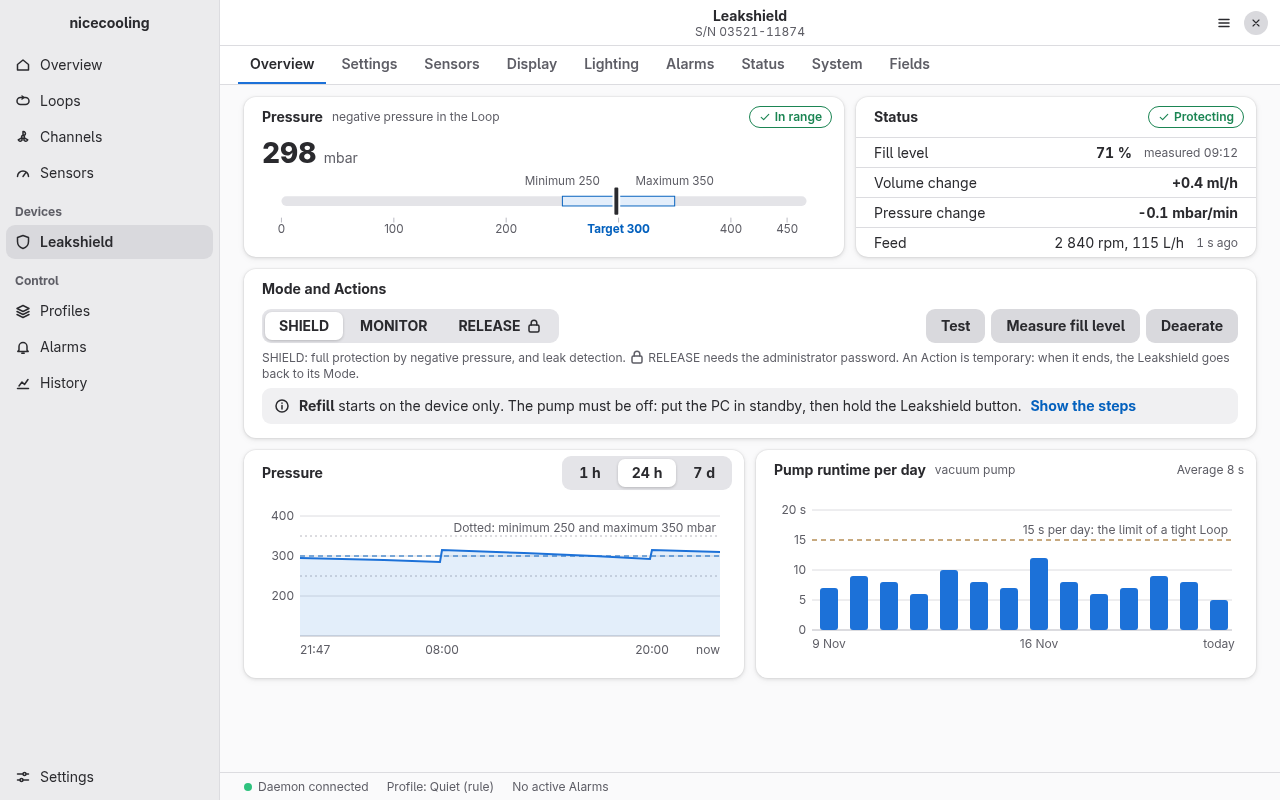 nicecooling
Overview
Loops
Channels
Sensors
Devices
Leakshield
Control
Profiles
Alarms
History
Settings
Leakshield
S/N 03521-11874
Overview Settings Sensors Display Lighting Alarms Status System Fields
Pressure negative pressure in the Loop In range
298 mbar
Minimum 250 Maximum 350
0 100 200 Target 300 400 450
Status Protecting
Fill level 71 % measured 09:12
Volume change +0.4 ml/h
Pressure change -0.1 mbar/min
Feed 2 840 rpm, 115 L/h 1 s ago
Mode and Actions
SHIELD MONITOR RELEASE Test Measure fill level Deaerate
SHIELD: full protection by negative pressure, and leak detection. RELEASE needs the administrator password. An Action is temporary: when it ends, the Leakshield goes
back to its Mode.
Refill starts on the device only. The pump must be off: put the PC in standby, then hold the Leakshield button. Show the steps
Pressure 1 h 24 h 7 d
400
Dotted: minimum 250 and maximum 350 mbar
300
200
21:47 08:00 20:00 now
Pump runtime per day vacuum pump Average 8 s
20 s
15 s per day: the limit of a tight Loop
15
10
5
0
9 Nov 16 Nov today
Daemon connected Profile: Quiet (rule) No active Alarms